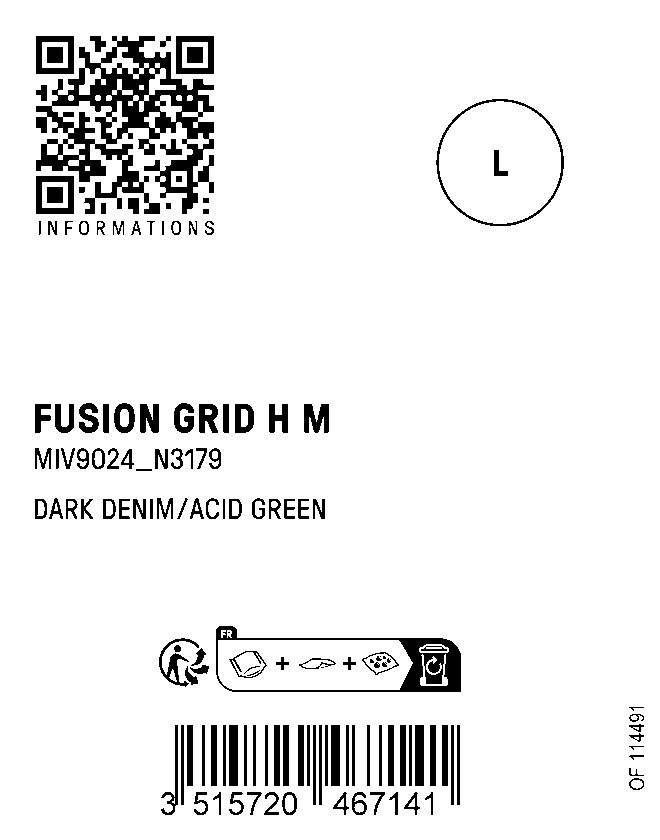 INFORMATIONS
L
FUSION GRID H M
MIV9024_N3179
DARK DENIM/ACID GREEN
FR
3 515720 467141
OF 114491